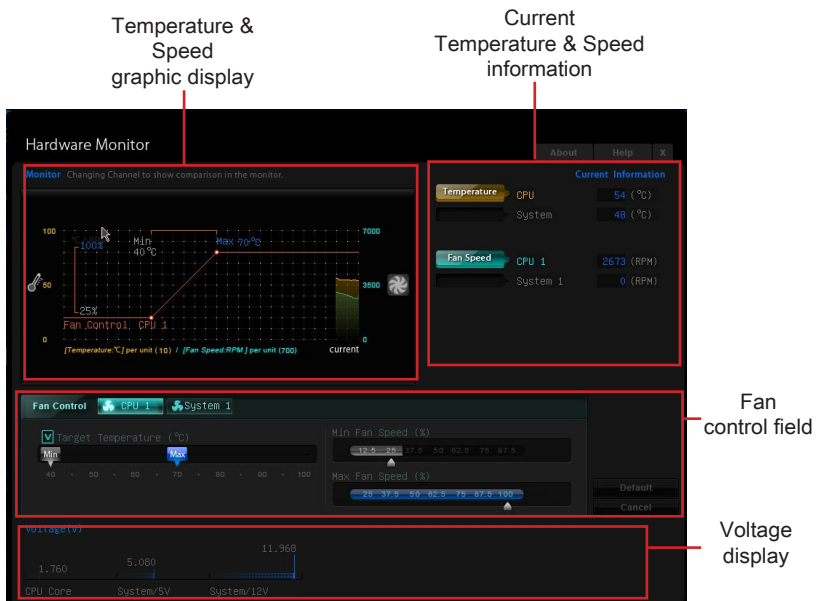 Temperature &
Speed
graphic display
Current
Temperature & Speed
information
Hardware Monitor
About
Help
X
Monitor Changing Channel to show comparison in the monitor.
100
100%
Min
40℃
Max 70℃
7000
50
3500
25%
Fan Control, CPU 1
0
0
[Temperature:℃] per unit (10) / [Fan Speed:RPM] per unit (700)
current
Current Information
Temperature
CPU
54 (℃)
System
48 (℃)
Fan Speed
CPU 1
2673 (RPM)
System 1
0 (RPM)
Fan Control
CPU 1
System 1
V Target Temperature (℃)
Min
Max
40 - 50 - 60 - 70 - 80 - 90 - 100
Min Fan Speed (%)
12.5 25 37.5 50 62.5 75 87.5
Max Fan Speed (%)
25 37.5 50 62.5 75 87.5 100
Default
Cancel
Fan
control field
Voltage(V)
1.760
5.080
11.968
CPU Core
System/5V
System/12V
Voltage
display